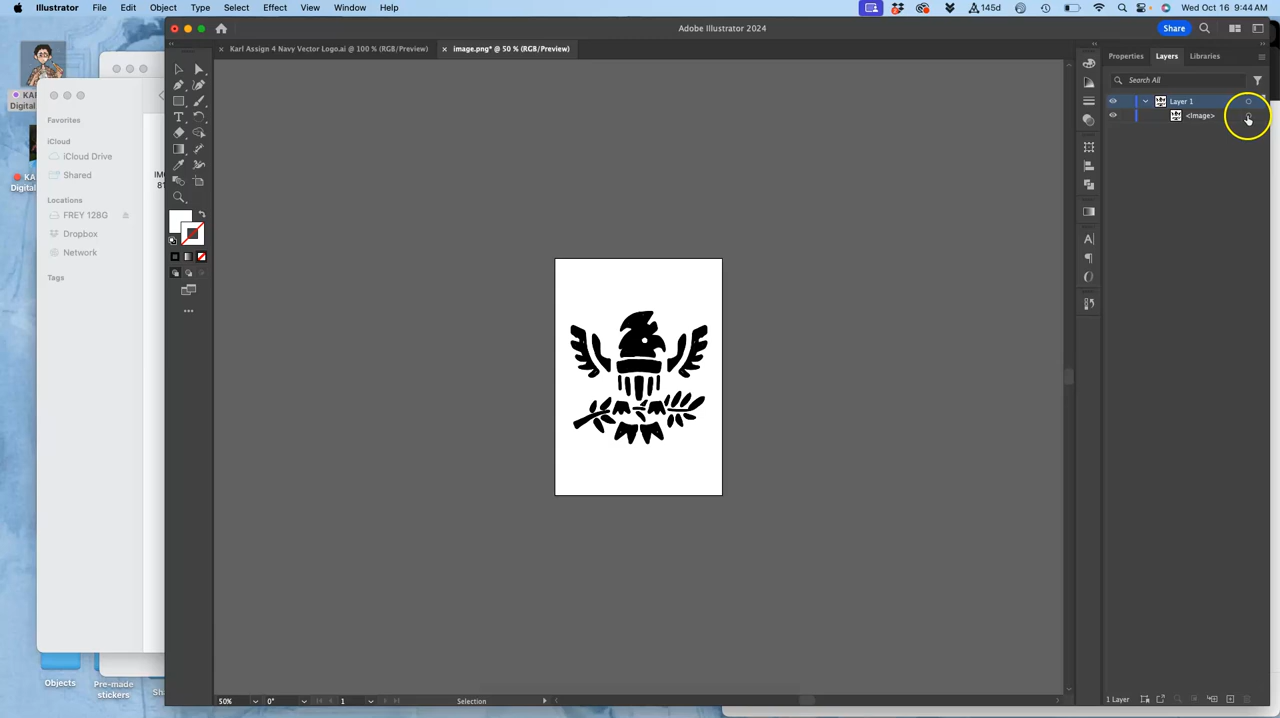 Illustrator File Edit Object Type Select Effect View Window Help 145d Wed Oct 16 9:44 AM
Adobe Illustrator 2024
Share
Karl Assign 4 Navy Vector Logo.ai @ 100 % (RGB/Preview)
image.png* @ 50 % (RGB/Preview)
Properties Layers Libraries
Search All
Layer 1
<Image>
Digital
Digital
Favorites
iCloud
iCloud Drive
Shared
Locations
FREY 128G
Dropbox
Network
Tags
Objects
Pre-made
stickers
50% 0° 1 Selection
1 Layer